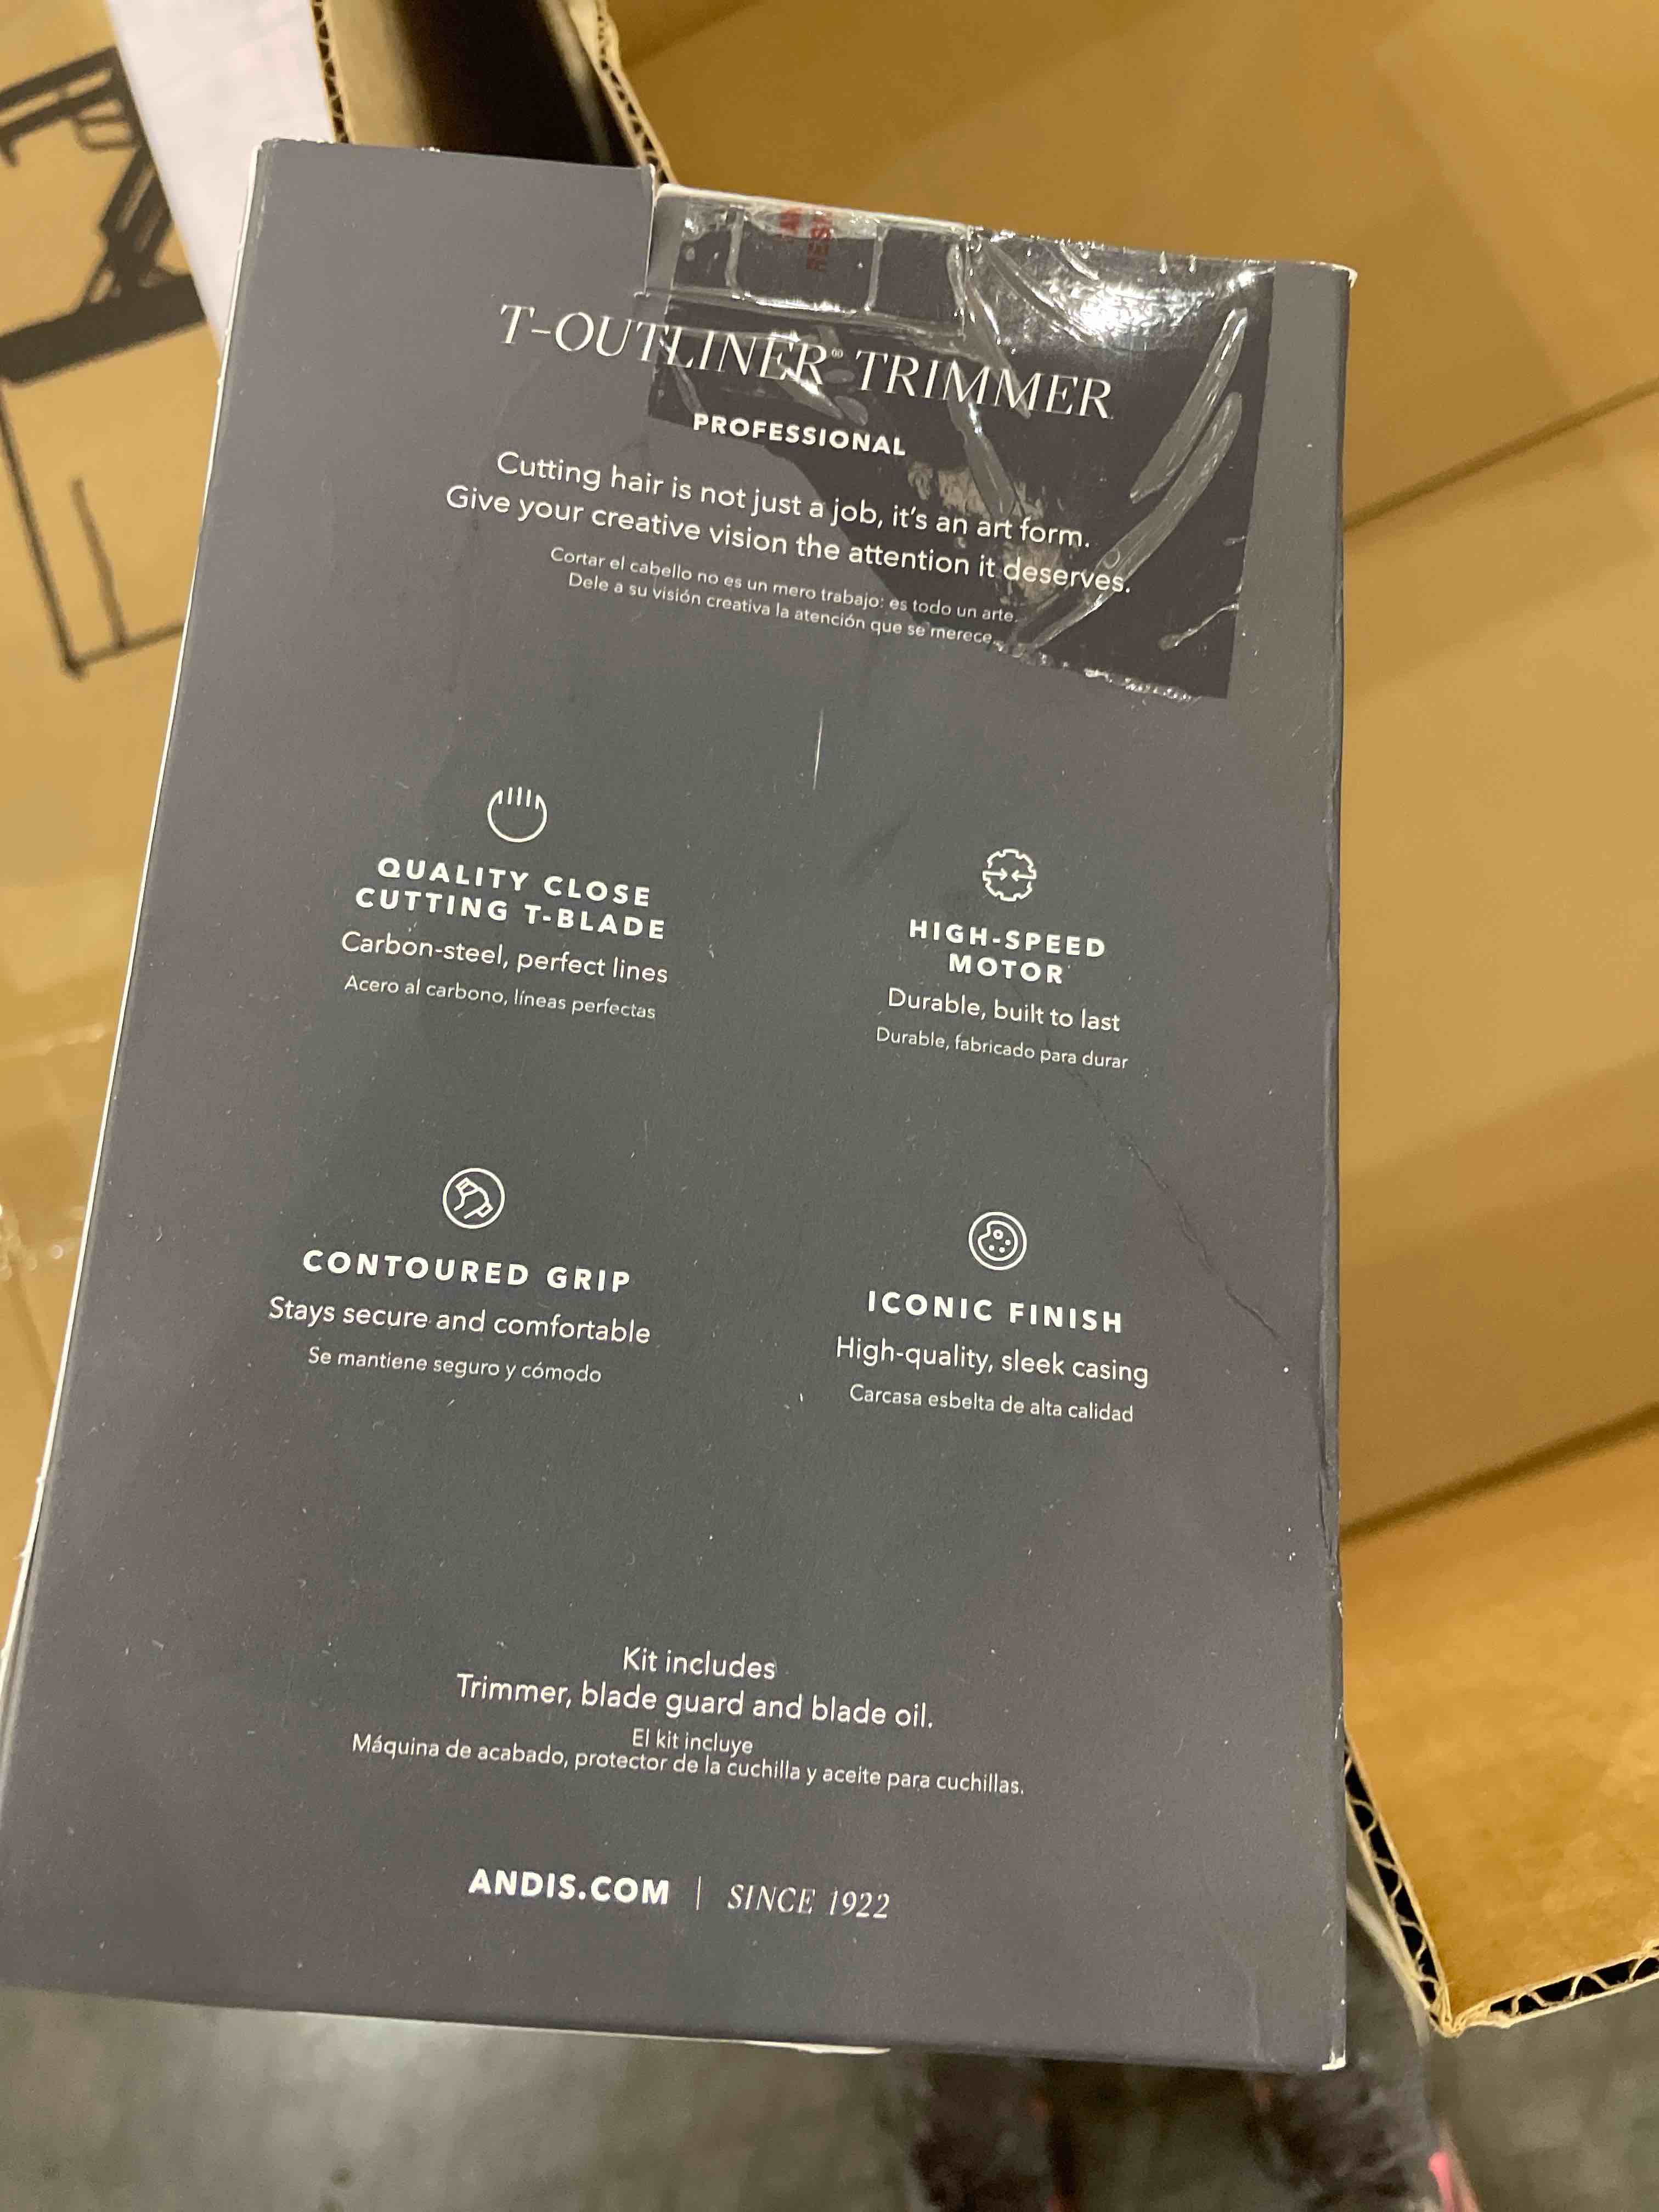 T-OUTLINER® TRIMMER
PROFESSIONAL
Cutting hair is not just a job, it's an art form.
Give your creative vision the attention it deserves.
Cortar el cabello no es un mero trabajo: es todo un arte.
Dele a su visión creativa la atención que se merece.
QUALITY CLOSE
CUTTING T-BLADE
Carbon-steel, perfect lines
Acero al carbono, líneas perfectas
HIGH-SPEED
MOTOR
Durable, built to last
Durable, fabricado para durar
CONTOURED GRIP
Stays secure and comfortable
Se mantiene seguro y cómodo
ICONIC FINISH
High-quality, sleek casing
Carcasa esbelta de alta calidad
Kit includes
Trimmer, blade guard and blade oil.
El kit incluye
Máquina de acabado, protector de la cuchilla y aceite para cuchillas.
ANDIS.COM | SINCE 1922